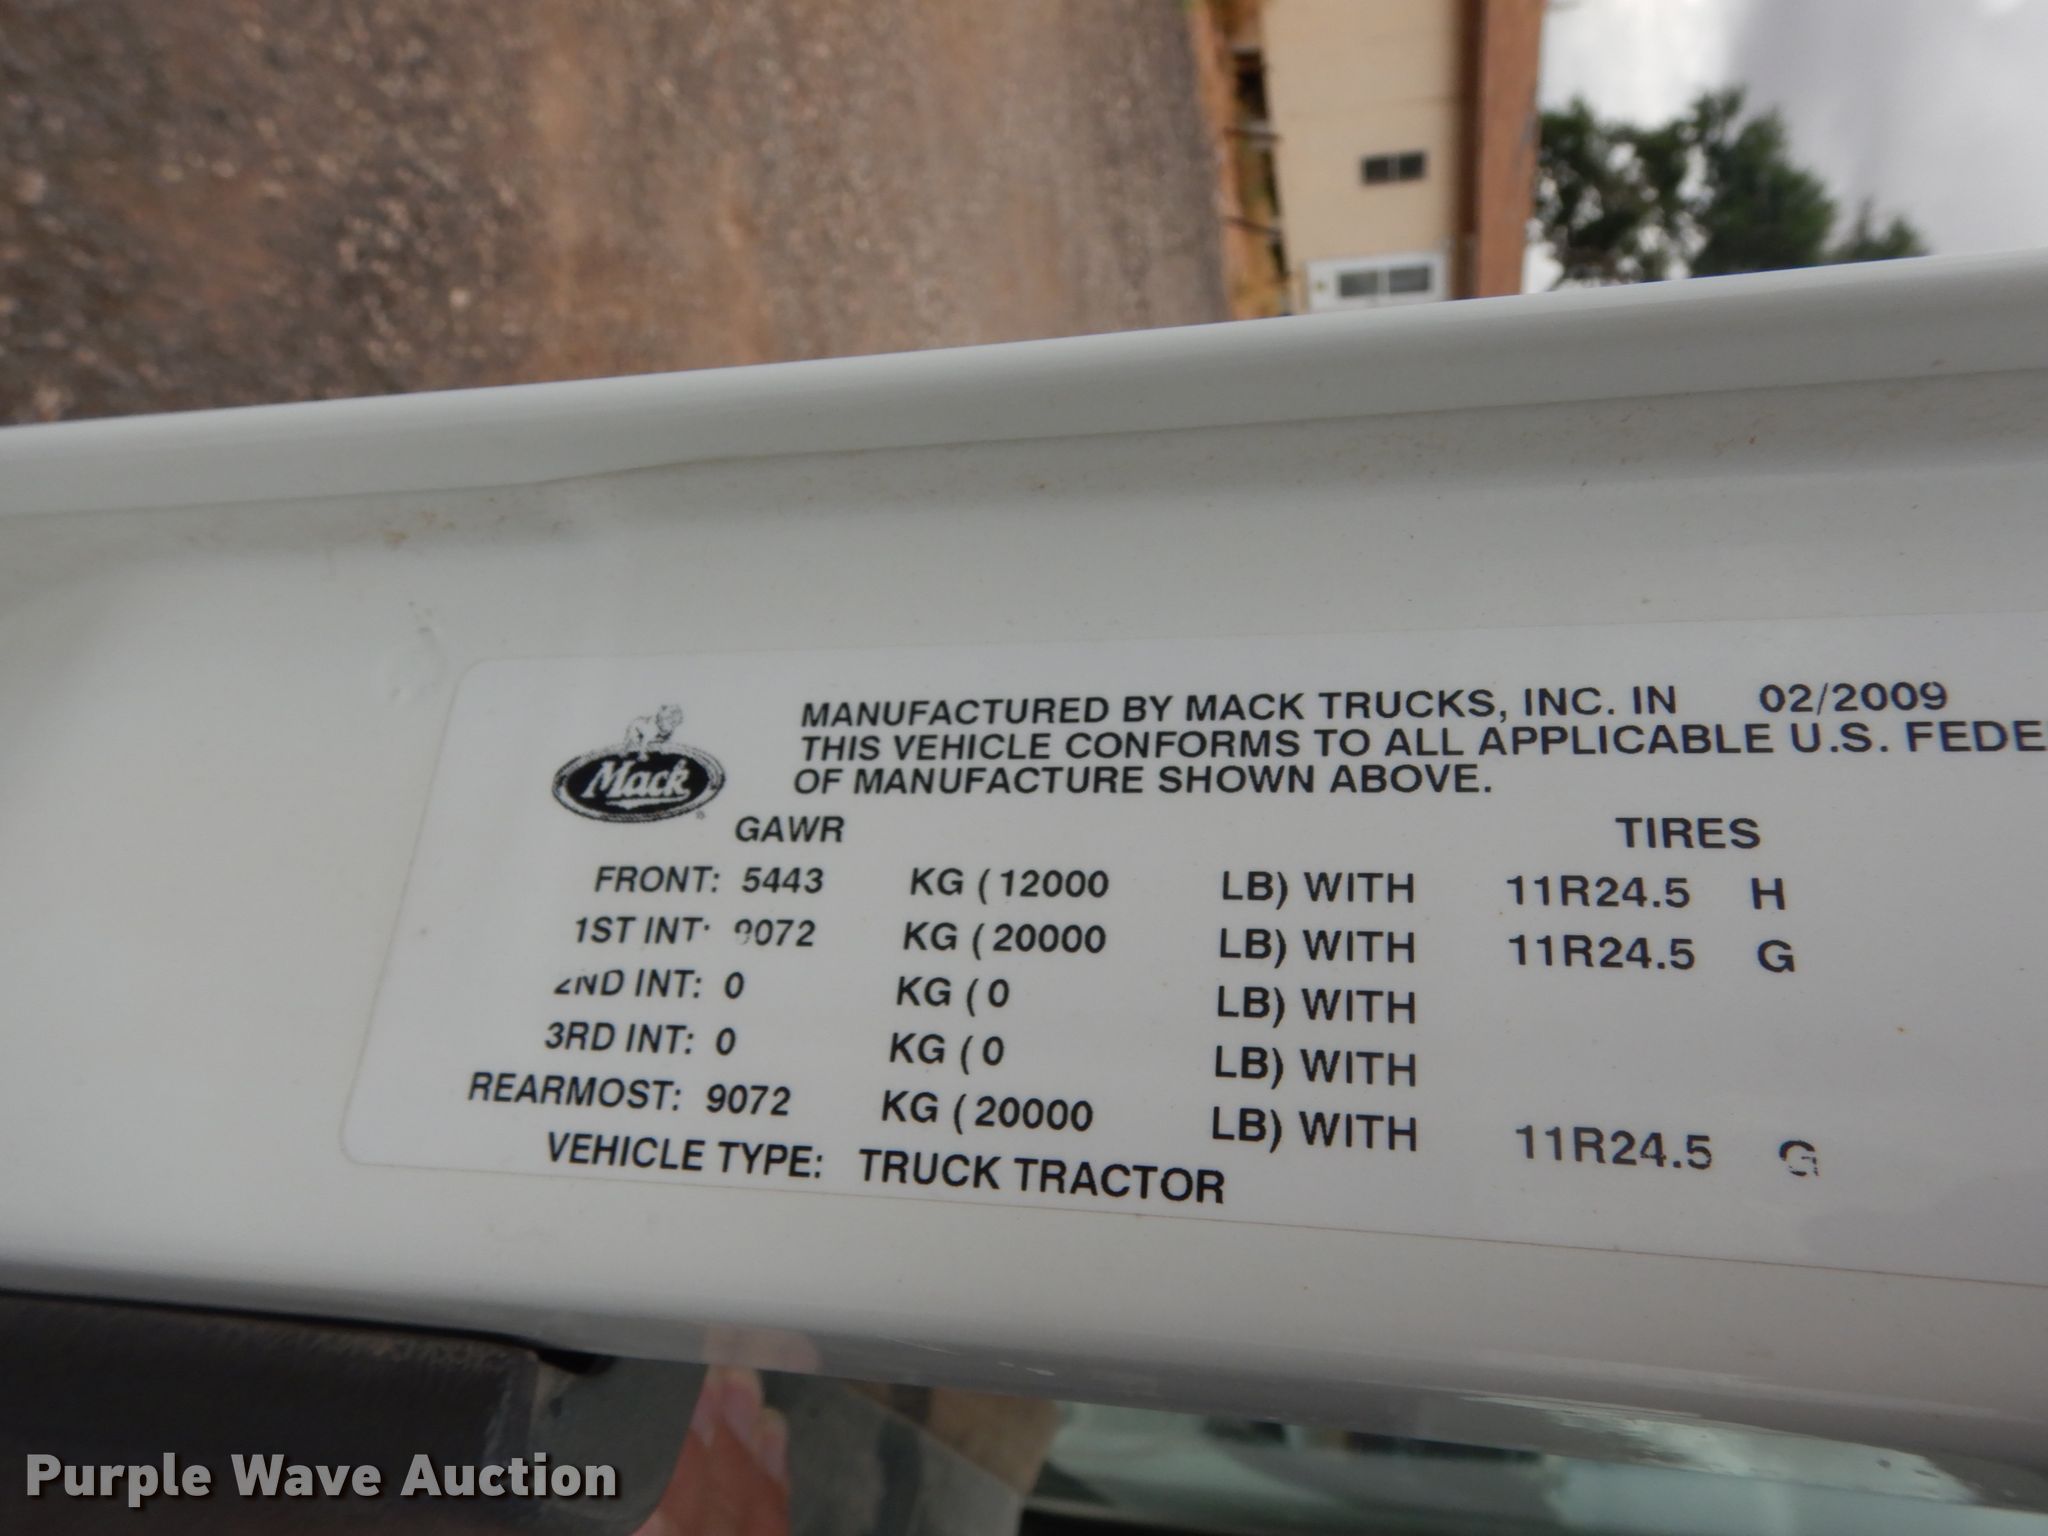 MANUFACTURED BY MACK TRUCKS, INC. IN 02/2009
THIS VEHICLE CONFORMS TO ALL APPLICABLE U.S. FEDE
OF MANUFACTURE SHOWN ABOVE.
Mack
GAWR TIRES
FRONT: 5443 KG (12000 LB) WITH 11R24.5 H
1ST INT: 9072 KG (20000 LB) WITH 11R24.5 G
2ND INT: 0 KG (0 LB) WITH
3RD INT: 0 KG (0 LB) WITH
REARMOST: 9072 KG (20000 LB) WITH 11R24.5 G
VEHICLE TYPE: TRUCK TRACTOR
Purple Wave Auction